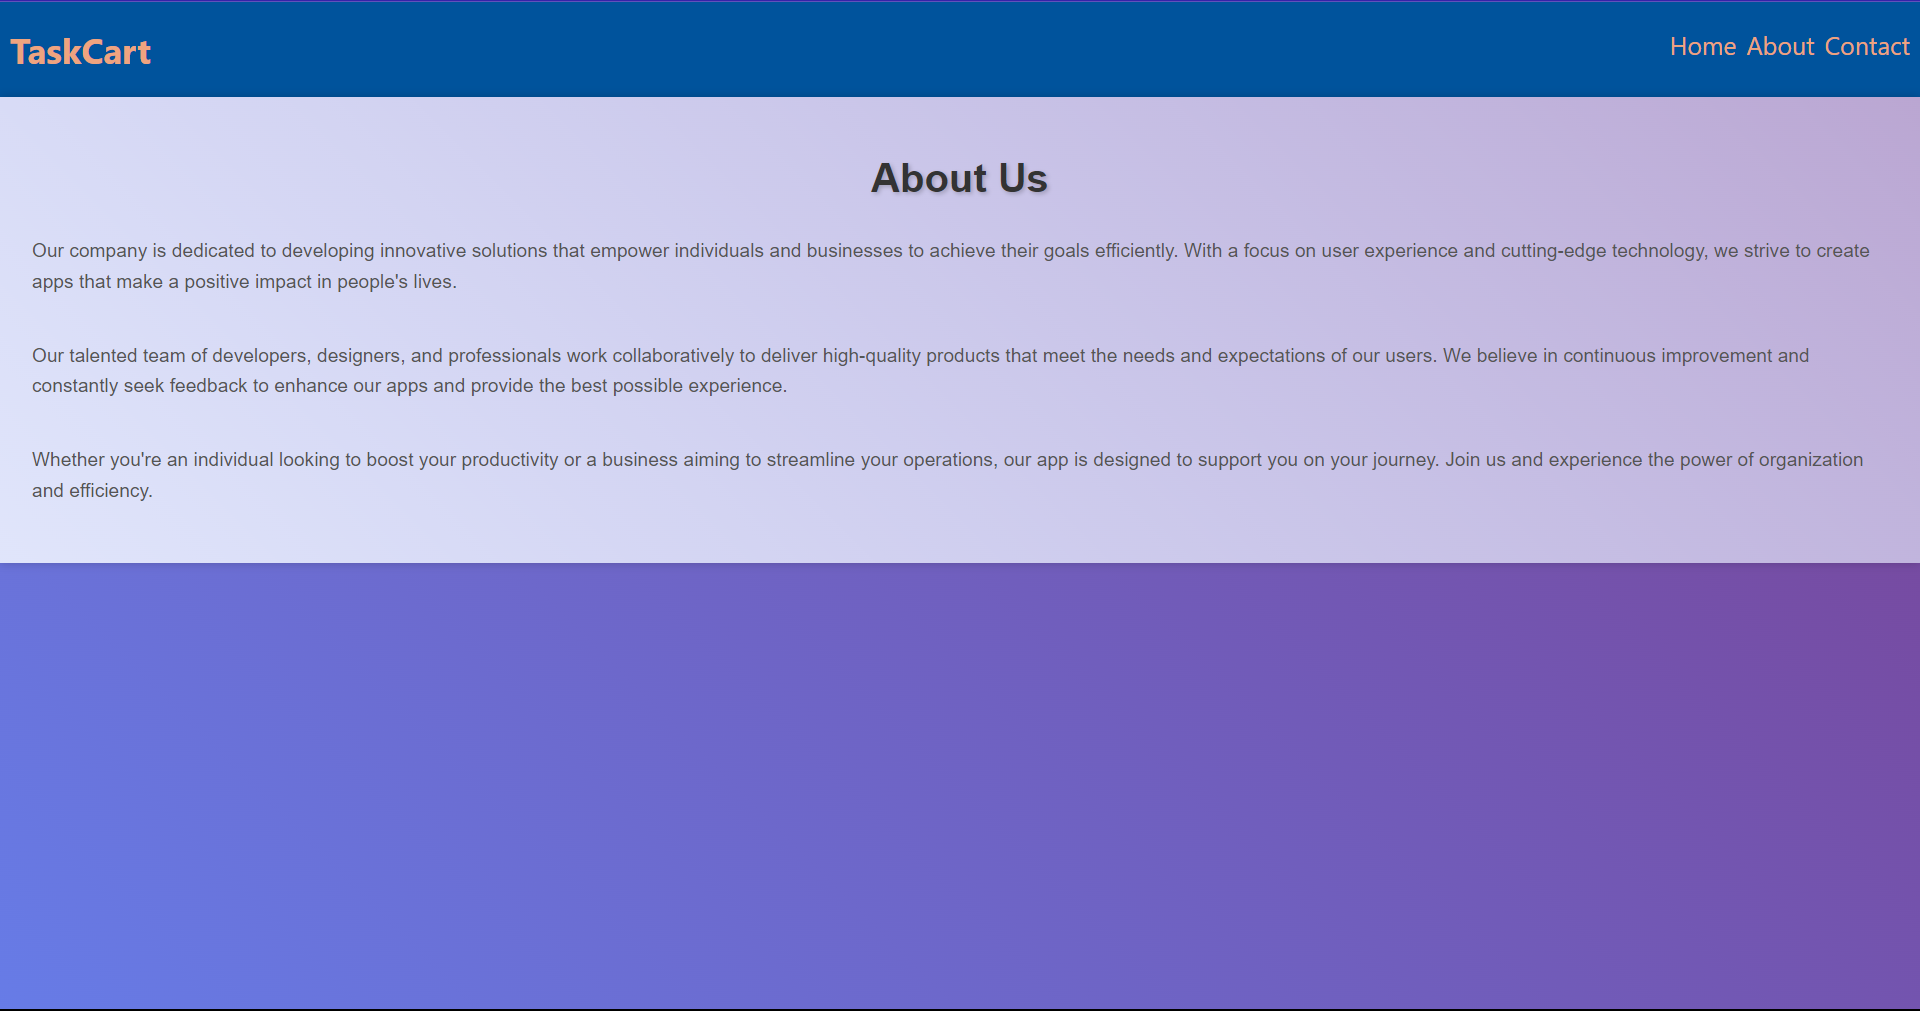 TaskCart
Home About Contact
About Us
Our company is dedicated to developing innovative solutions that empower individuals and businesses to achieve their goals efficiently. With a focus on user experience and cutting-edge technology, we strive to create
apps that make a positive impact in people's lives.
Our talented team of developers, designers, and professionals work collaboratively to deliver high-quality products that meet the needs and expectations of our users. We believe in continuous improvement and
constantly seek feedback to enhance our apps and provide the best possible experience.
Whether you're an individual looking to boost your productivity or a business aiming to streamline your operations, our app is designed to support you on your journey. Join us and experience the power of organization
and efficiency.